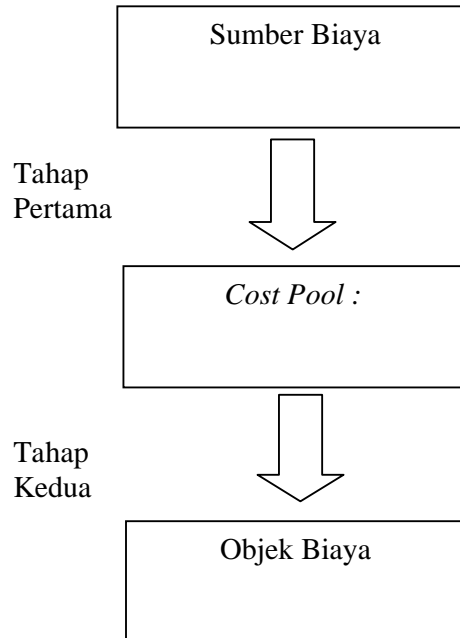 Sumber Biaya
Tahap
Pertama
Cost Pool :
Tahap
Kedua
Objek Biaya